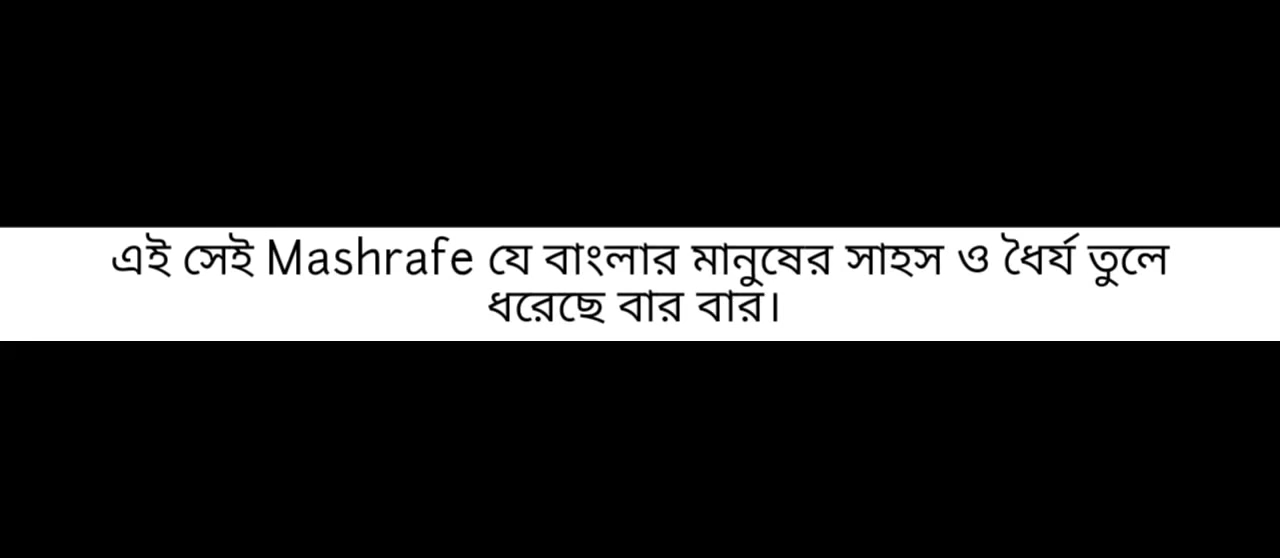 এই সেই Mashrafe যে বাংলার মানুষের সাহস ও ধৈর্য তুলে
ধরেছে বার বার।